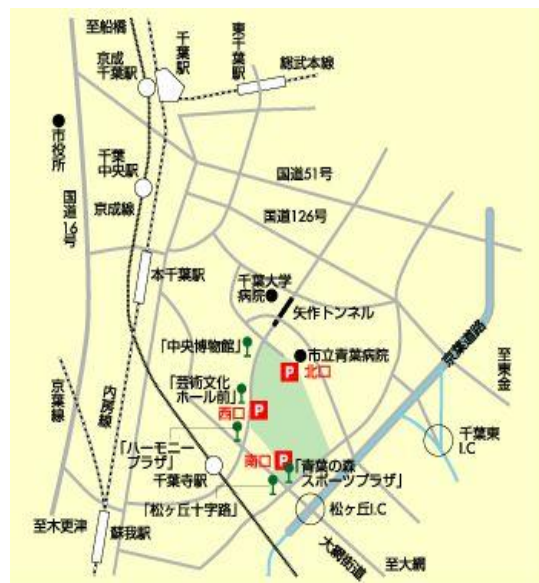 至船橋
京成
千葉駅
千葉駅
東千葉駅
総武本線
市役所
千葉
中央駅
国道16号
京成線
国道51号
国道126号
本千葉駅
千葉大学
病院
矢作トンネル
「中央博物館」
市立青葉病院
P 北口
京葉道路
至東金
「芸術文化
ホール前」
西口 P
京葉線
内房線
「ハーモニー
プラザ」
千葉寺駅
南口 P
「青葉の森
スポーツプラザ」
千葉東
I.C
「松ヶ丘十字路」
松ヶ丘I.C
至木更津
蘇我駅
大網街道
至大網